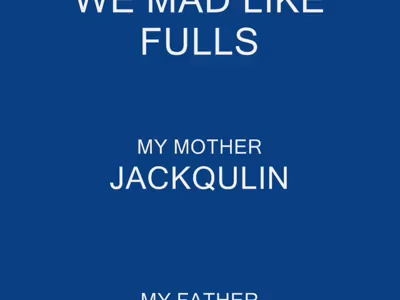 WE MAD LIKE
FULLS
MY MOTHER
JACKQULIN
MY FATHER